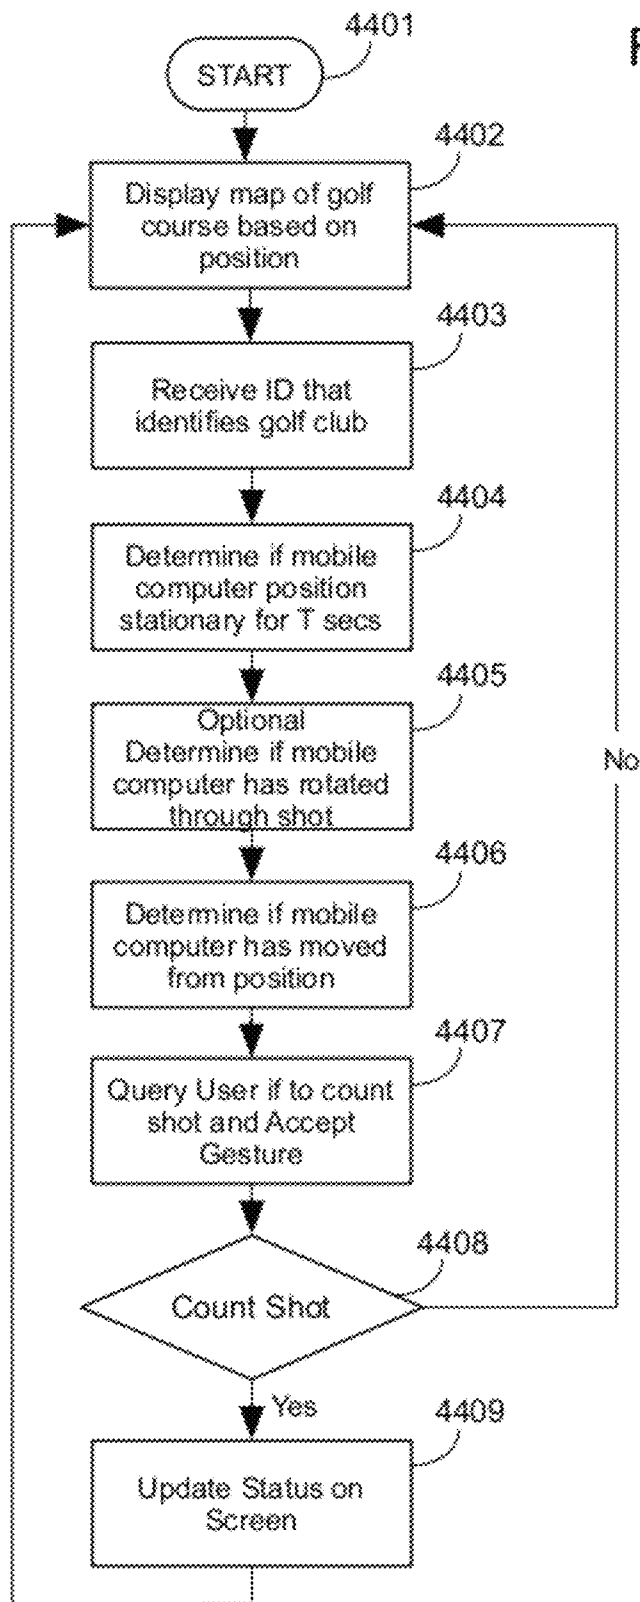 4401
START
4402
Display map of golf
course based on
position
4403
Receive ID that
identifies golf club
4404
Determine if mobile
computer position
stationary for T secs
4405
Optional
Determine if mobile
computer has rotated
through shot
No
4406
Determine if mobile
computer has moved
from position
4407
Query User if to count
shot and Accept
Gesture
4408
Count Shot
Yes
4409
Update Status on
Screen